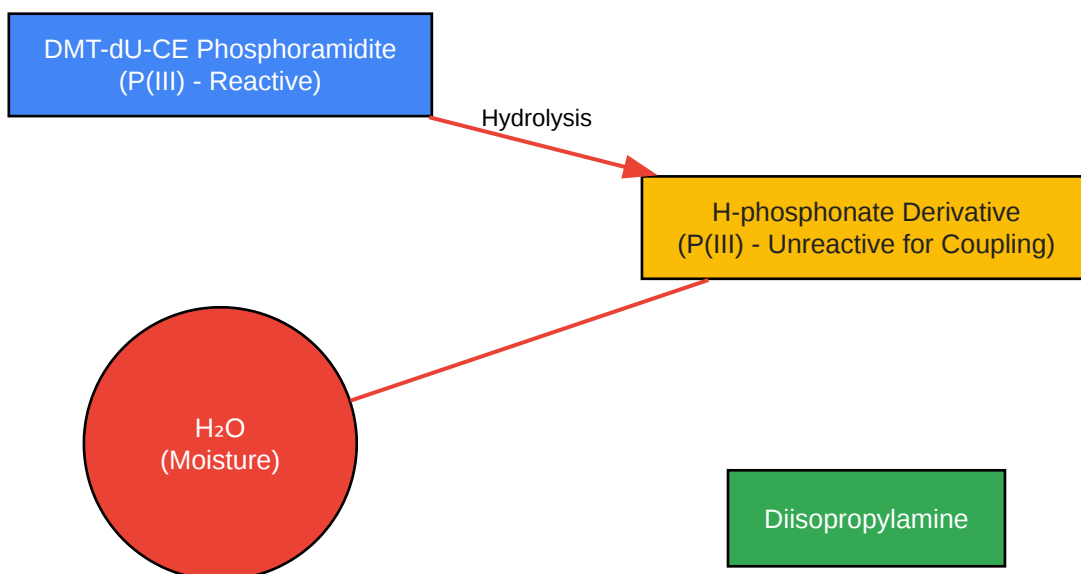 DMT-dU-CE Phosphoramidite
(P(III) - Reactive)
Hydrolysis
H-phosphonate Derivative
(P(III) - Unreactive for Coupling)
H₂O
(Moisture)
Diisopropylamine